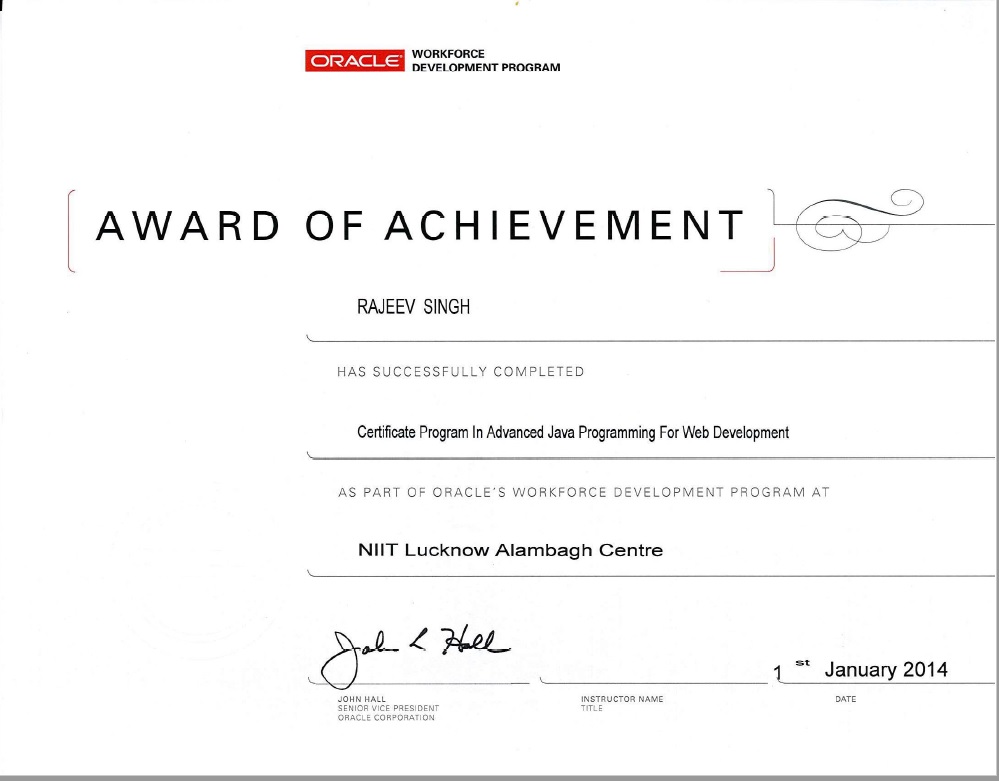 ORACLE WORKFORCE
DEVELOPMENT PROGRAM
AWARD OF ACHIEVEMENT
RAJEEV SINGH
HAS SUCCESSFULLY COMPLETED
Certificate Program In Advanced Java Programming For Web Development
AS PART OF ORACLE'S WORKFORCE DEVELOPMENT PROGRAM AT
NIIT Lucknow Alambagh Centre
John L Hall
1 st January 2014
JOHN HALL
SENIOR VICE PRESIDENT
ORACLE CORPORATION
INSTRUCTOR NAME
TITLE
DATE